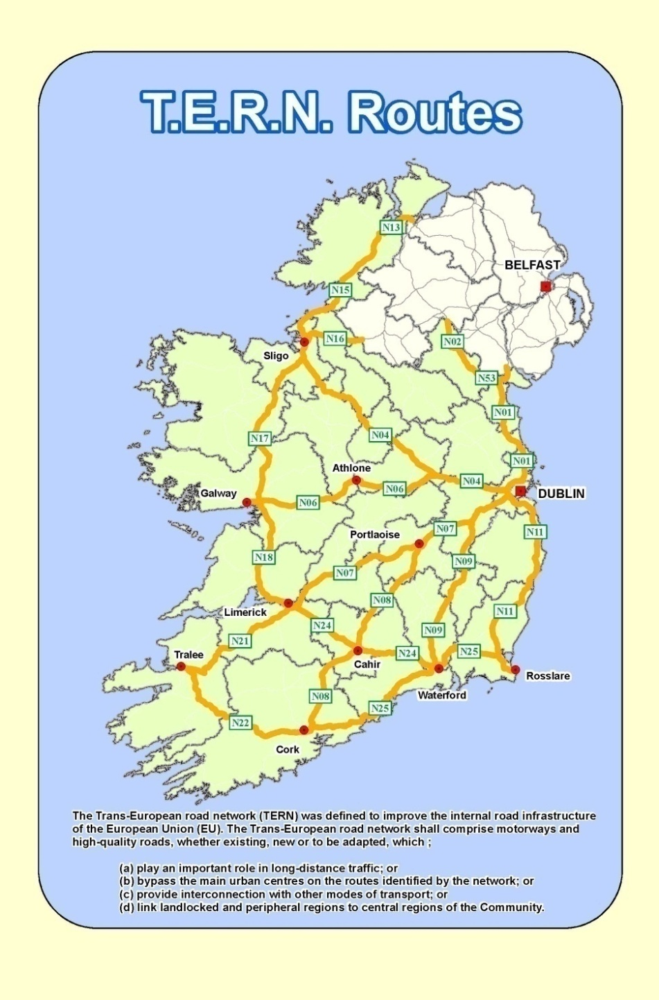 T.E.R.N. Routes
N13
BELFAST
N15
N16
N02
Sligo
N53
N01
N17
N04
N01
Athlone
N04
N06
Galway
DUBLIN
N06
N07
N11
Portlaoise
N18
N09
N07
N08
Limerick
N11
N24
N09
N21
N25
Tralee
N24
Cahir
Rosslare
N08
Waterford
N25
N22
Cork
The Trans-European road network (TERN) was defined to improve the internal road infrastructure
of the European Union (EU). The Trans-European road network shall comprise motorways and
high-quality roads, whether existing, new or to be adapted, which ;
(a) play an important role in long-distance traffic; or
(b) bypass the main urban centres on the routes identified by the network; or
(c) provide interconnection with other modes of transport; or
(d) link landlocked and peripheral regions to central regions of the Community.